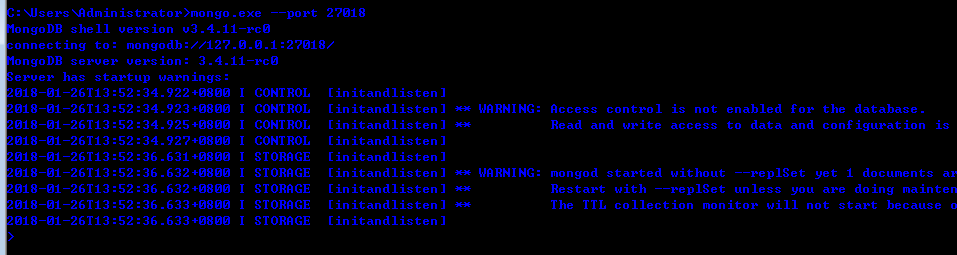 C:\Users\Administrator>mongo.exe --port 27018
MongoDB shell version v3.4.11-rc0
connecting to: mongodb://127.0.0.1:27018/
MongoDB server version: 3.4.11-rc0
Server has startup warnings:
2018-01-26T13:52:34.922+0800 I CONTROL  [initandlisten]
2018-01-26T13:52:34.923+0800 I CONTROL  [initandlisten] ** WARNING: Access control is not enabled for the database.
2018-01-26T13:52:34.925+0800 I CONTROL  [initandlisten] **          Read and write access to data and configuration is
2018-01-26T13:52:34.927+0800 I CONTROL  [initandlisten]
2018-01-26T13:52:36.631+0800 I STORAGE  [initandlisten]
2018-01-26T13:52:36.632+0800 I STORAGE  [initandlisten] ** WARNING: mongod started without --replSet yet 1 documents ar
2018-01-26T13:52:36.632+0800 I STORAGE  [initandlisten] **          Restart with --replSet unless you are doing mainten
2018-01-26T13:52:36.633+0800 I STORAGE  [initandlisten] **          The TTL collection monitor will not start because o
2018-01-26T13:52:36.633+0800 I STORAGE  [initandlisten]
>